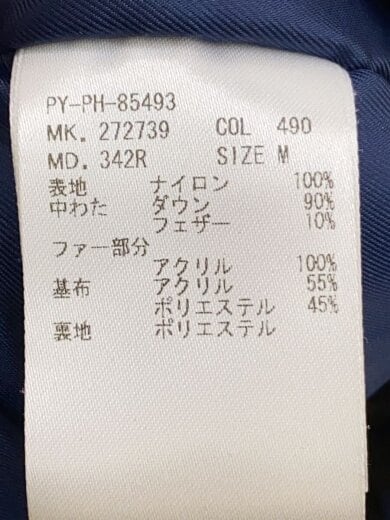 PY-PH-85493
MK. 272739 COL 490
MD. 342R SIZE M
表地 ナイロン 100%
中わた ダウン 90%
フェザー 10%
ファー部分
アクリル 100%
基布 アクリル 55%
ポリエステル 45%
裏地 ポリエステル